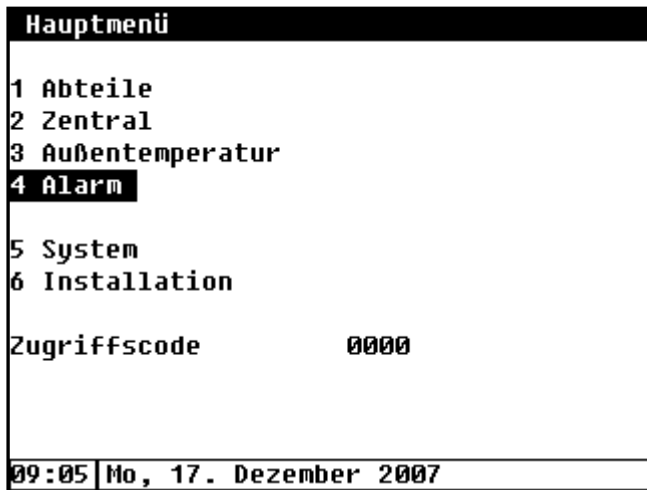 Hauptmenü
1 Abteile
2 Zentral
3 Außentemperatur
4 Alarm
5 System
6 Installation
Zugriffscode 0000
09:05 Mo, 17. Dezember 2007